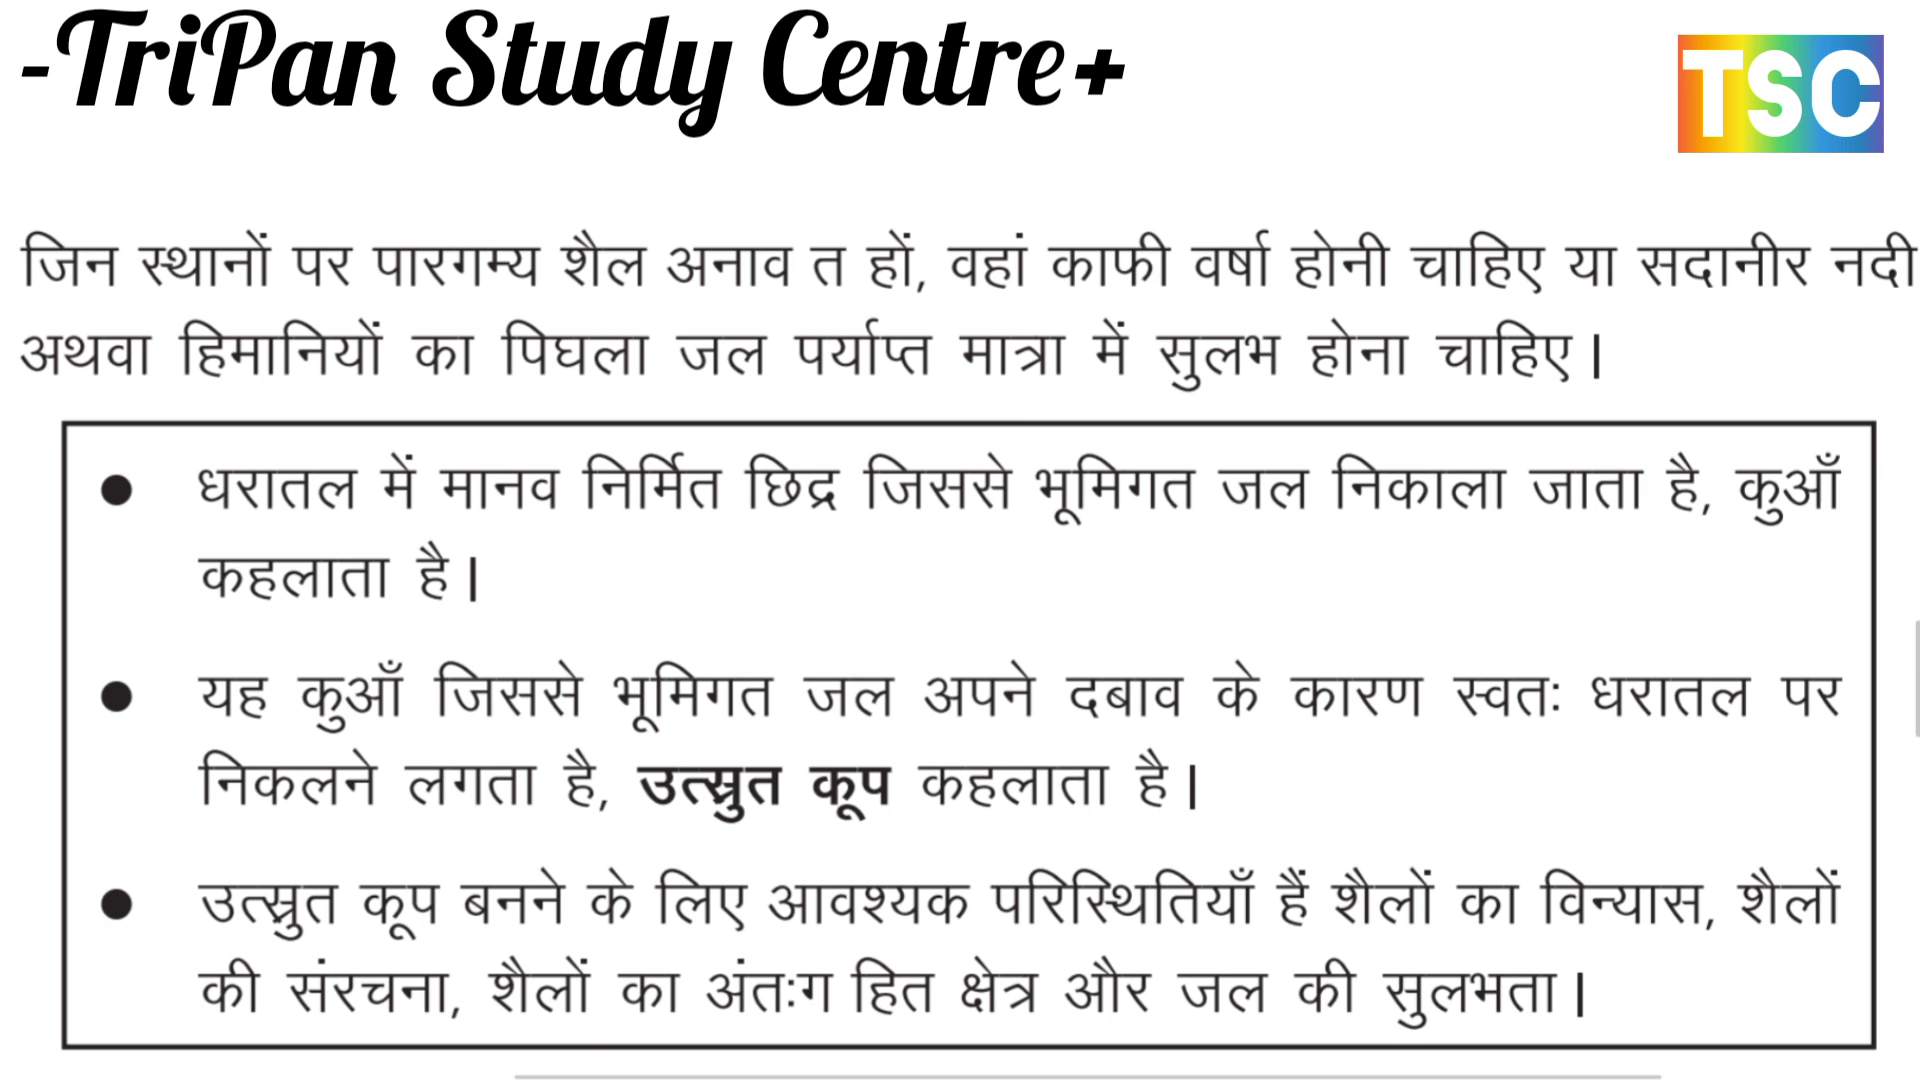 -TriPan Study Centre+
TSC
जिन स्थानों पर पारगम्य शैल अनाव त हों, वहां काफी वर्षा होनी चाहिए या सदानीर नदी
अथवा हिमानियों का पिघला जल पर्याप्त मात्रा में सुलभ होना चाहिए।
● धरातल में मानव निर्मित छिद्र जिससे भूमिगत जल निकाला जाता है, कुआँ
कहलाता है।
● यह कुआँ जिससे भूमिगत जल अपने दबाव के कारण स्वतः धरातल पर
निकलने लगता है, उत्स्रुत कूप कहलाता है।
● उत्स्रुत कूप बनने के लिए आवश्यक परिस्थितियाँ हैं शैलों का विन्यास, शैलों
की संरचना, शैलों का अंतःग हित क्षेत्र और जल की सुलभता।